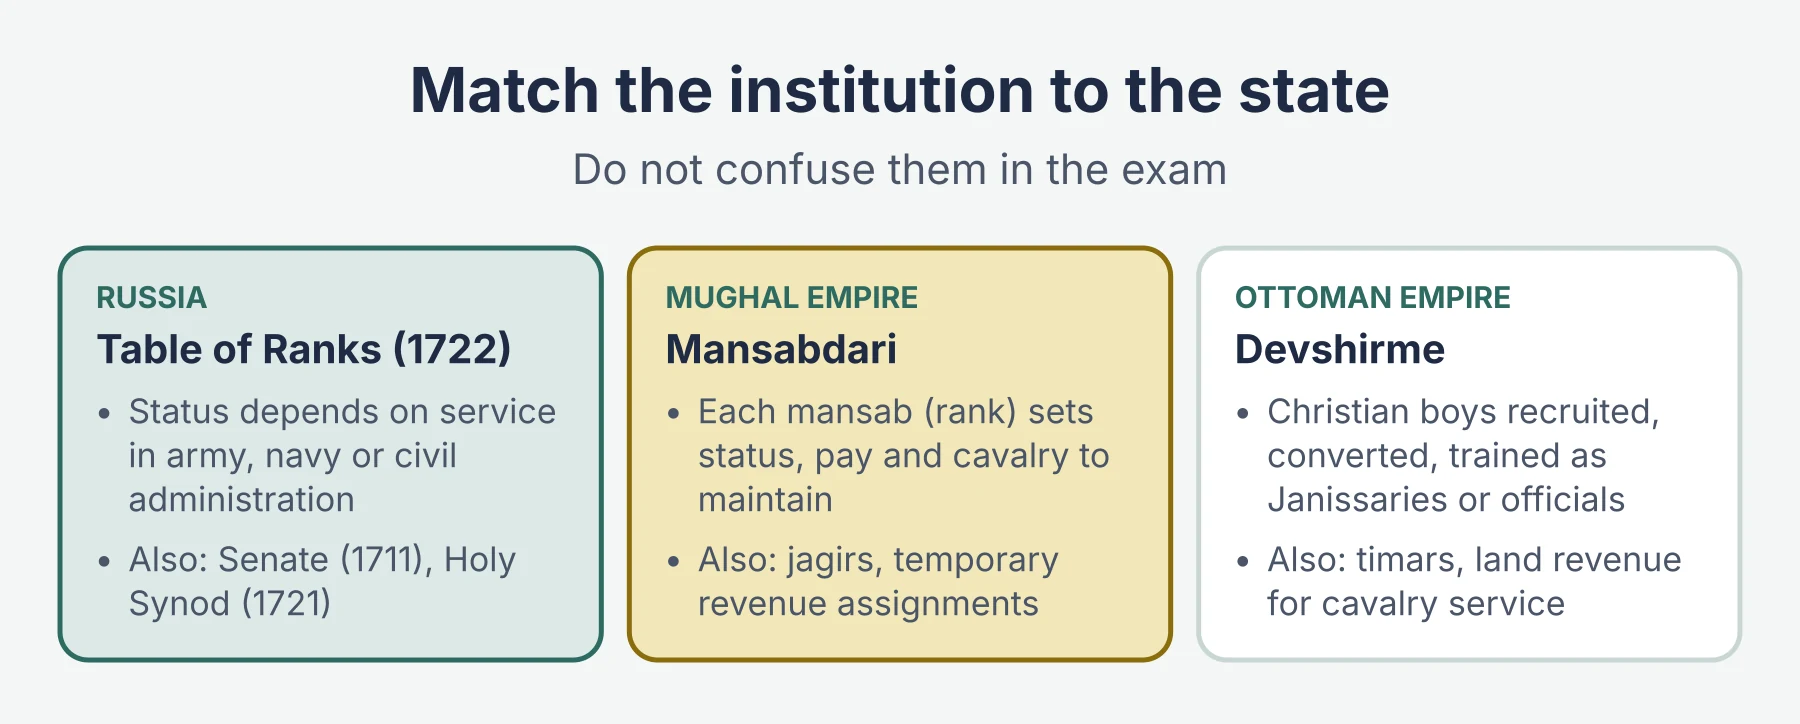 Match the institution to the state
Do not confuse them in the exam
RUSSIA
Table of Ranks (1722)
• Status depends on service
in army, navy or civil
administration
• Also: Senate (1711), Holy
Synod (1721)
MUGHAL EMPIRE
Mansabdari
• Each mansab (rank) sets
status, pay and cavalry to
maintain
• Also: jagirs, temporary
revenue assignments
OTTOMAN EMPIRE
Devshirme
• Christian boys recruited,
converted, trained as
Janissaries or officials
• Also: timars, land revenue
for cavalry service